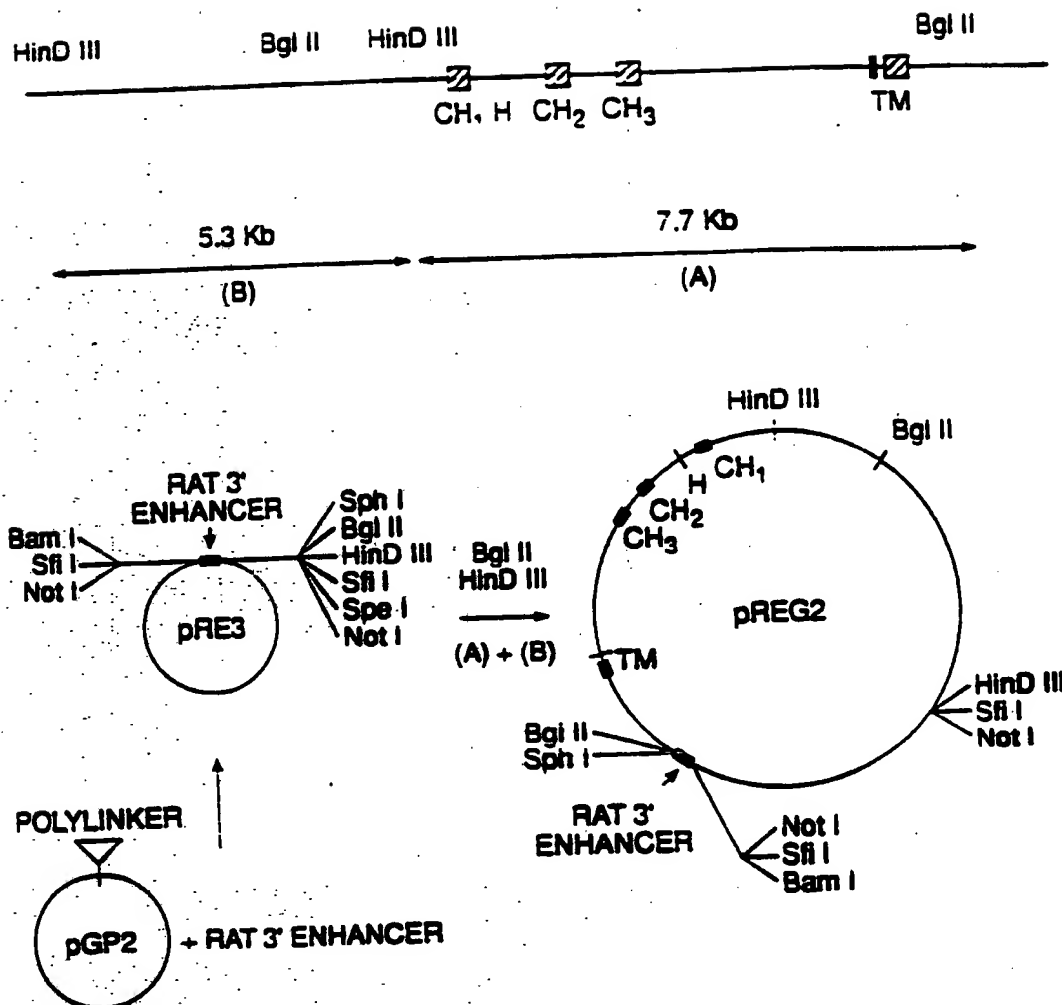 HinD III
Bgl II
HinD III
Bgl II
CH1 H
CH2
CH3
TM
5.3 Kb
(B)
7.7 Kb
(A)
RAT 3'
ENHANCER
Bam I
Sfi I
Not I
Sph I
Bgl II
HinD III
Sfi I
Spe I
Not I
pRE3
Bgl II
HinD III
(A) + (B)
HinD III
Bgl II
CH1
H
CH2
CH3
pREG2
TM
Bgl II
Sph I
RAT 3'
ENHANCER
HinD III
Sfi I
Not I
Not I
Sfi I
Bam I
POLYLINKER
pGP2
+ RAT 3' ENHANCER